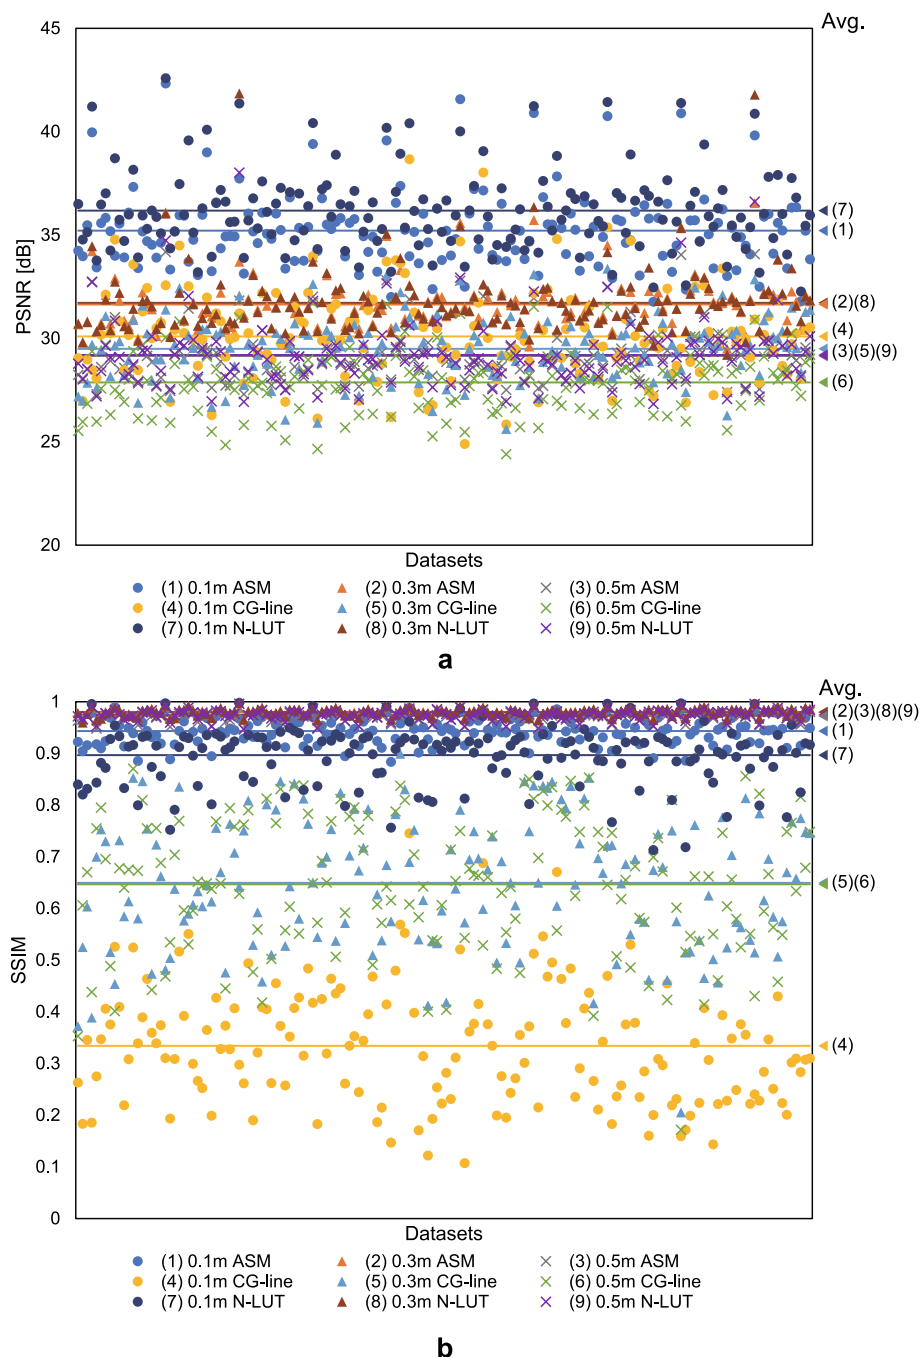 Avg.
45
40
(7)
(1)
35
PSNR [dB]
(2)(8)
(4)
30
(3)(5)(9)
(6)
25
20
Datasets
(1) 0.1m ASM (2) 0.3m ASM (3) 0.5m ASM
(4) 0.1m CG-line (5) 0.3m CG-line (6) 0.5m CG-line
(7) 0.1m N-LUT (8) 0.3m N-LUT (9) 0.5m N-LUT
a
Avg.
1
(2)(3)(8)(9)
(1)
0.9
(7)
0.8
0.7
(5)(6)
0.6
SSIM
0.5
0.4
(4)
0.3
0.2
0.1
0
Datasets
(1) 0.1m ASM (2) 0.3m ASM (3) 0.5m ASM
(4) 0.1m CG-line (5) 0.3m CG-line (6) 0.5m CG-line
(7) 0.1m N-LUT (8) 0.3m N-LUT (9) 0.5m N-LUT
b